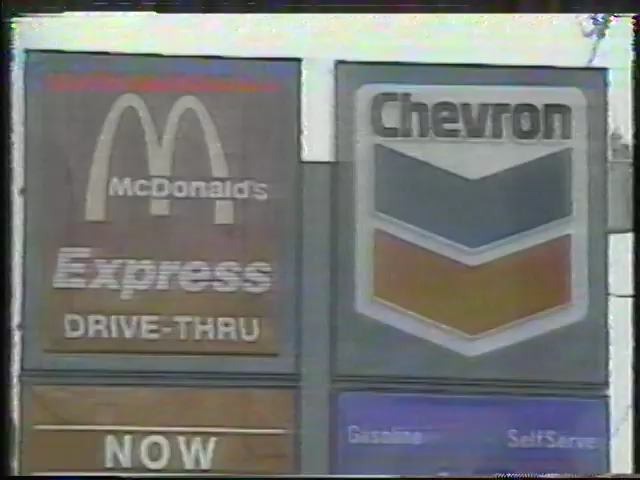 McDonald's
Express
DRIVE-THRU
NOW
Chevron
Gasoline
SelfServe